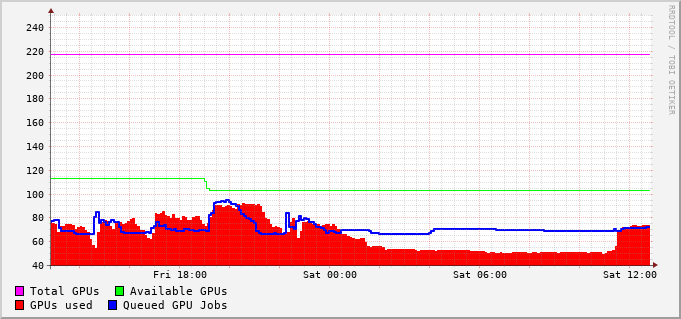 240
220
200
180
160
140
120
100
80
60
40
Fri 18:00 Sat 00:00 Sat 06:00 Sat 12:00
Total GPUs Available GPUs
GPUs used Queued GPU Jobs
RRDTOOL / TOBI OETIKER